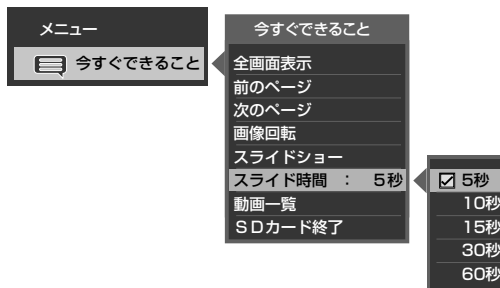 メニュー
今すぐできること
今すぐできること
全画面表示
前のページ
次のページ
画像回転
スライドショー
スライド時間 : 5秒
動画一覧
SDカード終了
5秒
10秒
15秒
30秒
60秒